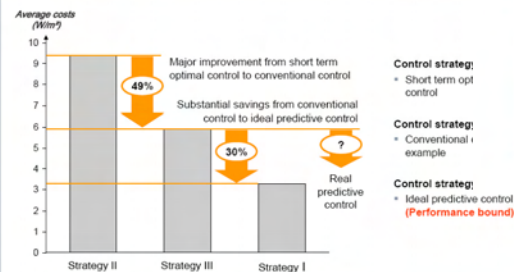 Average costs
(W/m²)
10
9
8
7
6
5
4
3
2
1
0
49%
30%
?
Major improvement from short term
optimal control to conventional control
Substantial savings from conventional
control to ideal predictive control
Real
predictive
control
Strategy II
Strategy III
Strategy I
Control strategy
Short term opt
control
Control strategy
Conventional
example
Control strategy
Ideal predictive control
(Performance bound)